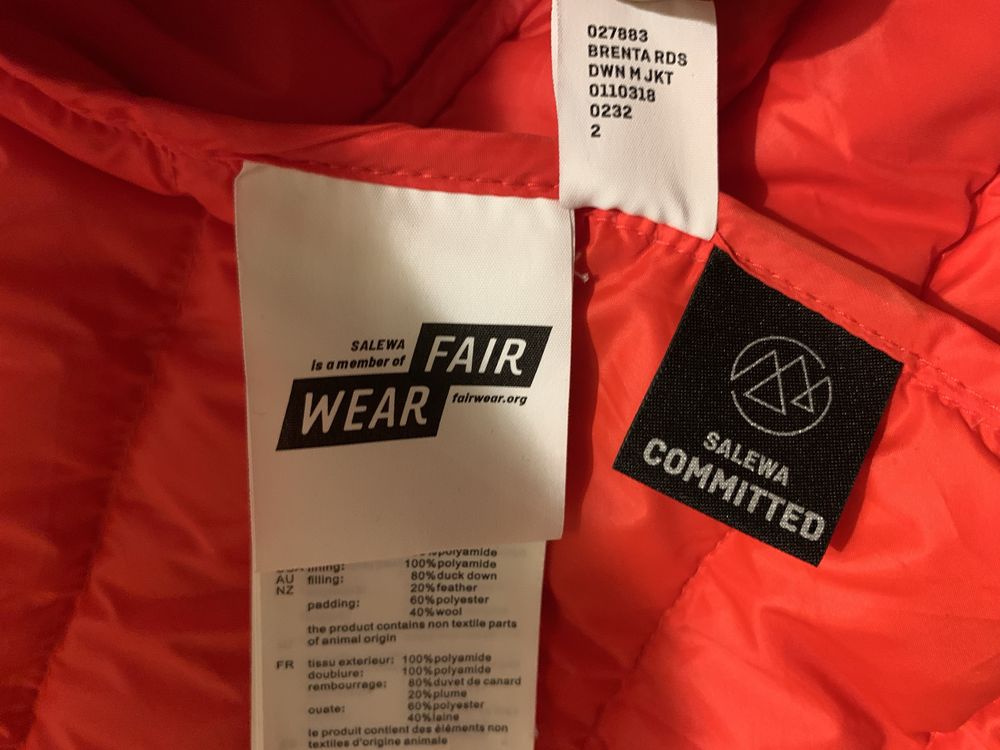 027883
BRENTA RDS
DWN M JKT
0110318
0232
2
SALEWA
is a member of
FAIR
WEAR
fairwear.org
SALEWA
COMMITTED
polyamide
lining: 100%polyamide
AU filling: 80%duck down
NZ 20%feather
padding: 60%polyester
40%wool
the product contains non textile parts
of animal origin
FR tissu exterieur: 100%polyamide
doublure: 100%polyamide
rembourrage: 80%duvet de canard
20%plume
ouate: 60%polyester
40%laine
le produit contient des éléments non
textiles d'origine animale